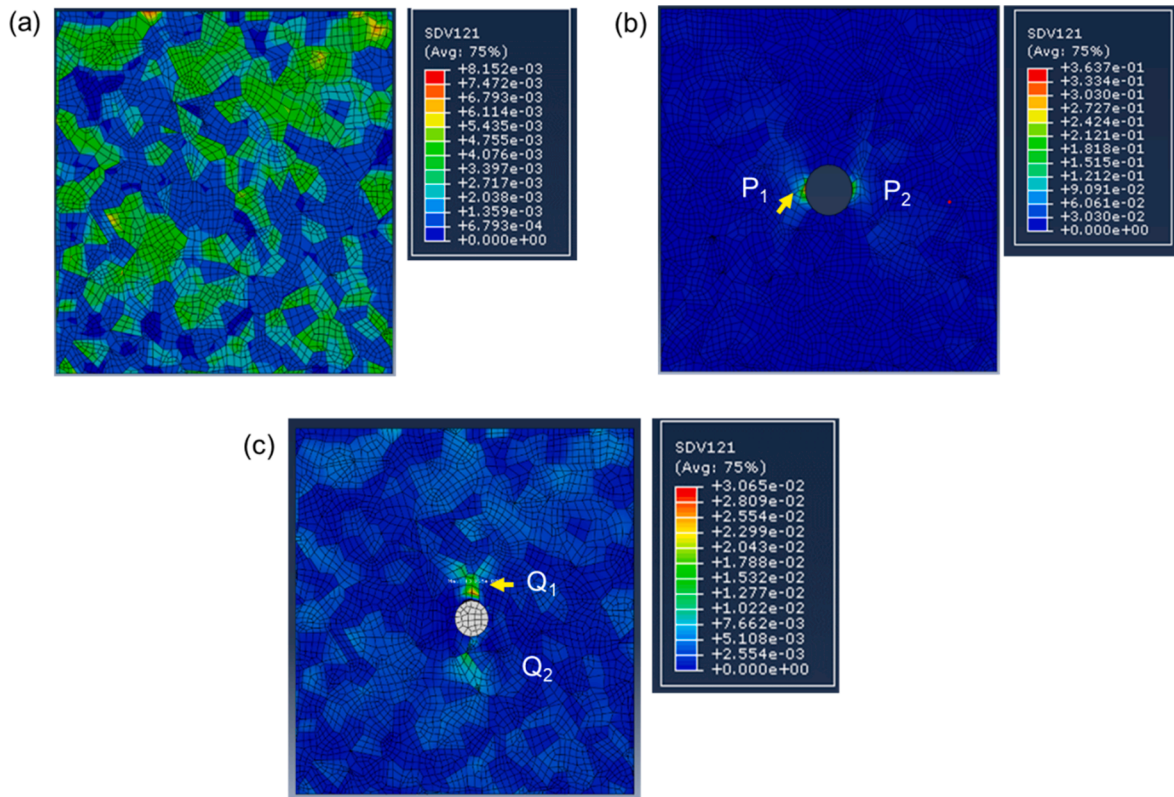 (a)
SDV121
(Avg: 75%)
+8.152e-03
+7.472e-03
+6.793e-03
+6.114e-03
+5.435e-03
+4.755e-03
+4.076e-03
+3.397e-03
+2.717e-03
+2.038e-03
+1.359e-03
+6.793e-04
+0.000e+00
(b)
SDV121
(Avg: 75%)
+3.637e-01
+3.334e-01
+3.030e-01
+2.727e-01
+2.424e-01
+2.121e-01
+1.818e-01
+1.515e-01
+1.212e-01
+9.091e-02
+6.061e-02
+3.030e-02
+0.000e+00
P₁
P₂
(c)
SDV121
(Avg: 75%)
+3.065e-02
+2.809e-02
+2.554e-02
+2.299e-02
+2.043e-02
+1.788e-02
+1.532e-02
+1.277e-02
+1.022e-02
+7.662e-03
+5.108e-03
+2.554e-03
+0.000e+00
Q₁
Q₂